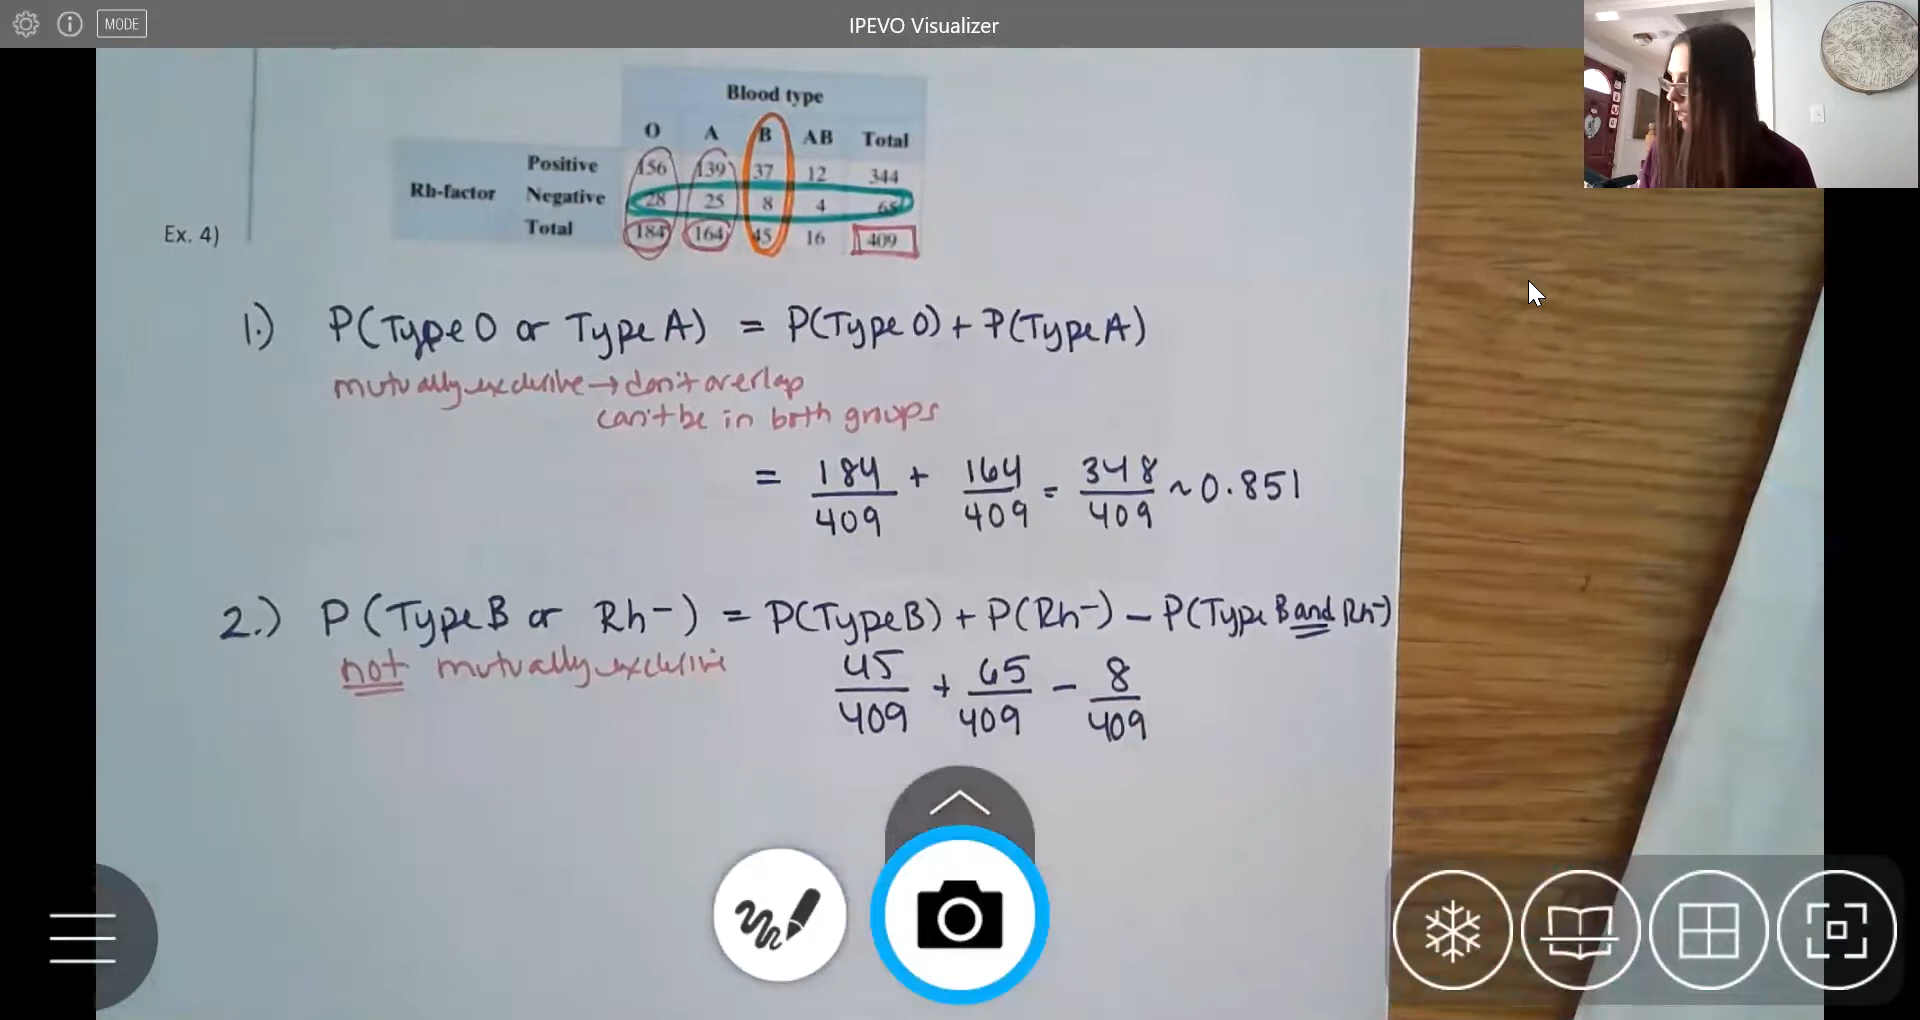 MODE
IPEVO Visualizer
Blood type
O A B AB Total
Positive 156 139 37 12 344
Rh-factor Negative 28 25 8 4 65
Total 184 164 45 16 409
Ex. 4)
1.) P(Type O or Type A) = P(Type O) + P(Type A)
mutually exclusive → don't overlap
can't be in both groups
= 184/409 + 164/409 = 348/409 ~ 0.851
2.) P(Type B or Rh-) = P(Type B) + P(Rh-) - P(Type B and Rh-)
not mutually exclusive
45/409 + 65/409 - 8/409